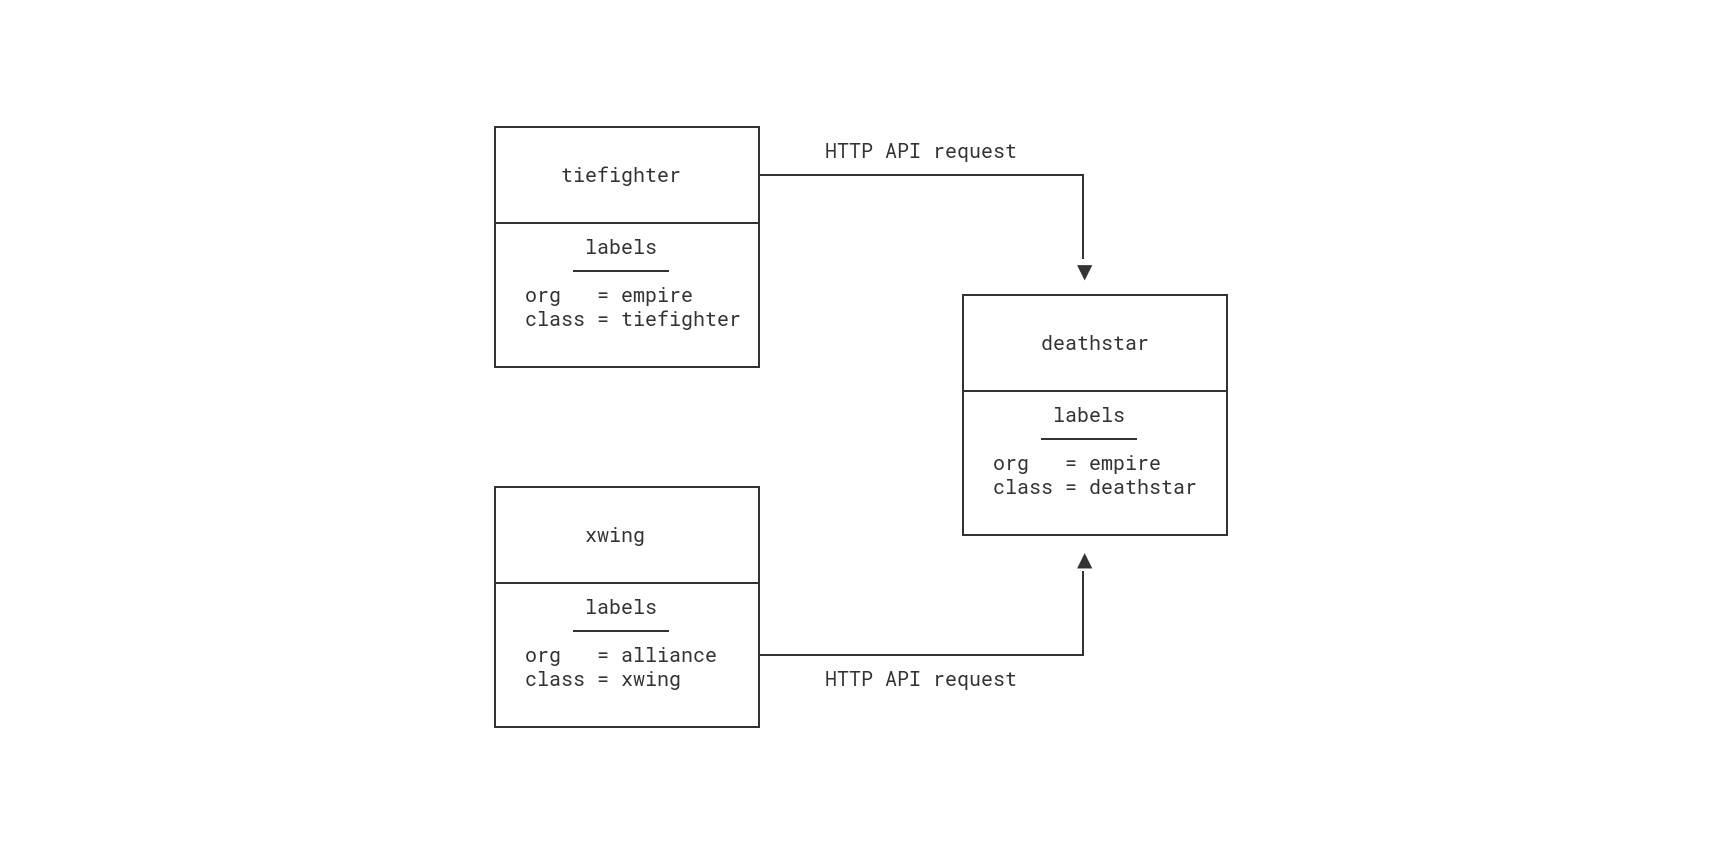 tiefighter
labels
org   = empire
class = tiefighter
HTTP API request
deathstar
labels
org   = empire
class = deathstar
xwing
labels
org   = alliance
class = xwing
HTTP API request